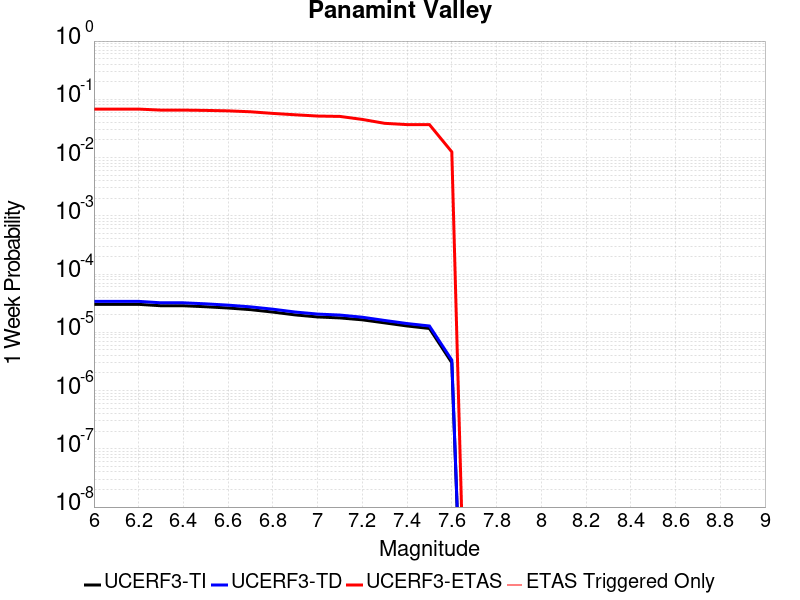 Panamint Valley
10^0
10^-1
10^-2
10^-3
10^-4
10^-5
10^-6
10^-7
10^-8
1 Week Probability
6 6.2 6.4 6.6 6.8 7 7.2 7.4 7.6 7.8 8 8.2 8.4 8.6 8.8 9
Magnitude
UCERF3-TI UCERF3-TD UCERF3-ETAS ETAS Triggered Only